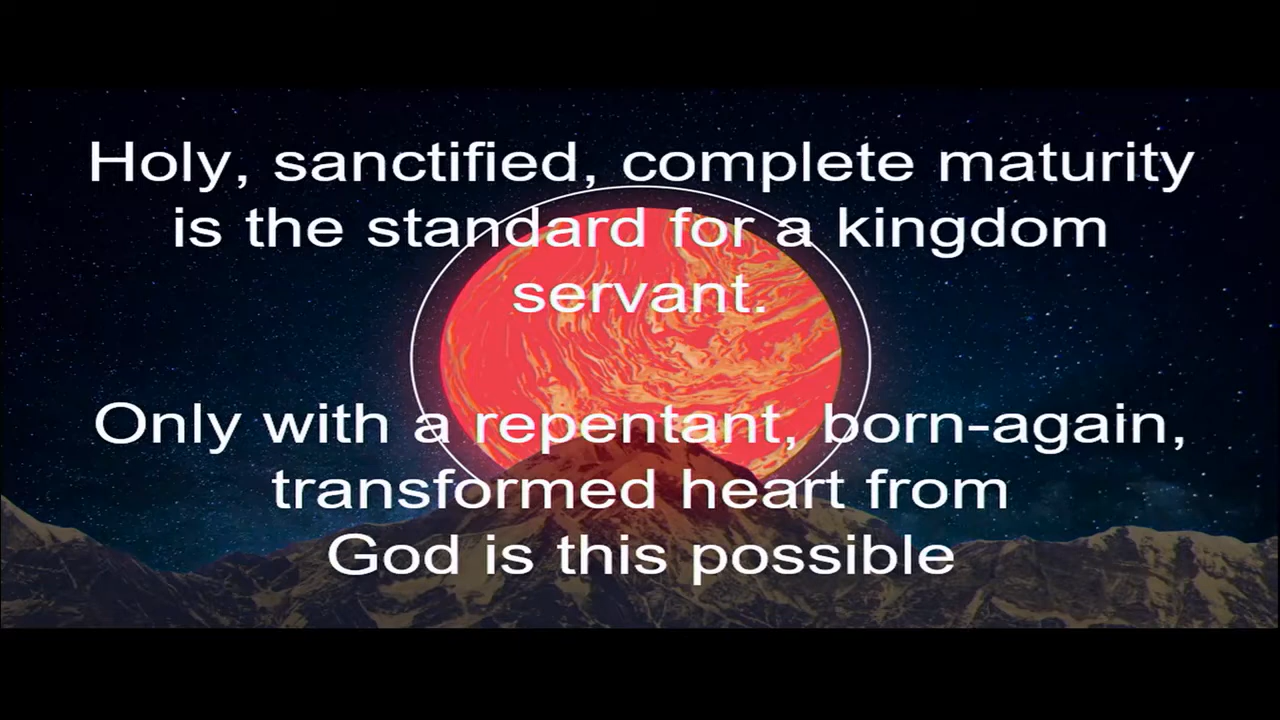 Holy, sanctified, complete maturity
is the standard for a kingdom
servant.
Only with a repentant, born-again,
transformed heart from
God is this possible